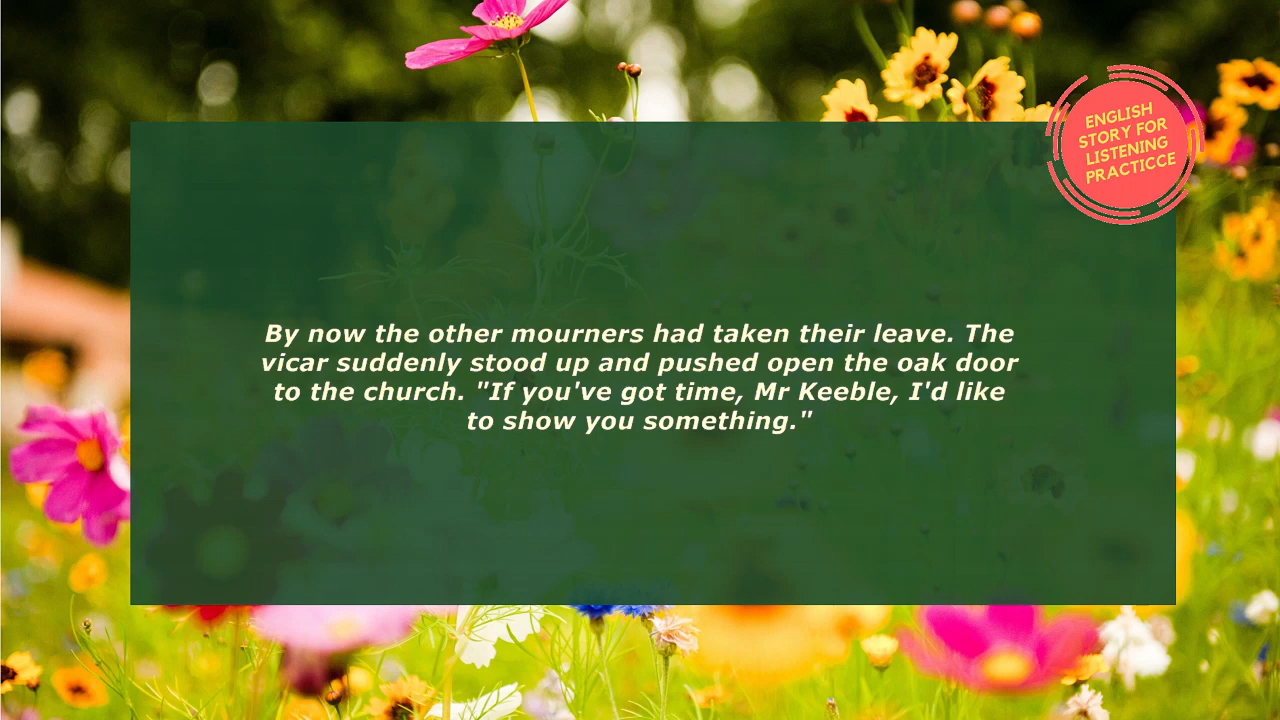 ENGLISH
STORY FOR
LISTENING
PRACTICCE
By now the other mourners had taken their leave. The
vicar suddenly stood up and pushed open the oak door
to the church. "If you've got time, Mr Keeble, I'd like
to show you something."